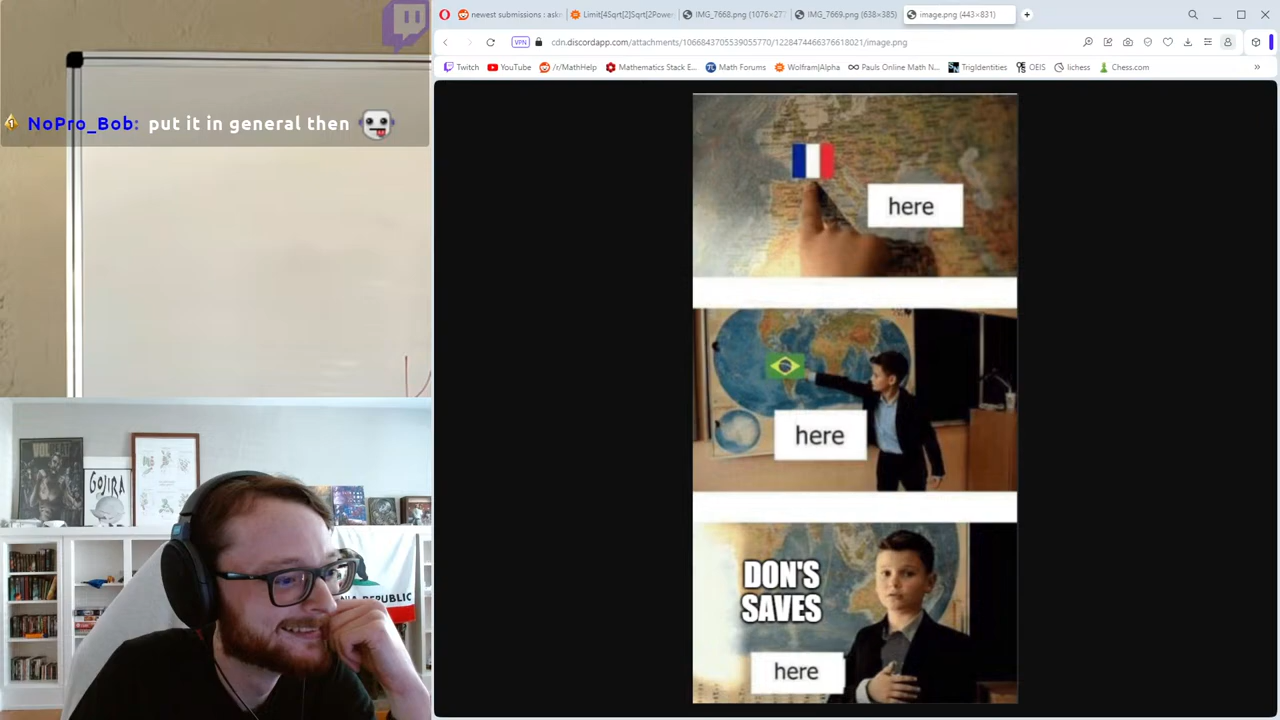 newest submissions : ask
Limit[4Sqrt[2]Sqrt[2Powe
IMG_7668.png (1076×27
IMG_7669.png (638×385)
image.png (443×831)
VPN
cdn.discordapp.com/attachments/1066843705539055770/1228474466376618021/image.png
Twitch
YouTube
/r/MathHelp
Mathematics Stack E...
Math Forums
Wolfram|Alpha
Pauls Online Math N...
TrigIdentities
OEIS
lichess
Chess.com
NoPro_Bob: put it in general then
here
here
DON'S
SAVES
here
GOJIRA
REPUBLIC